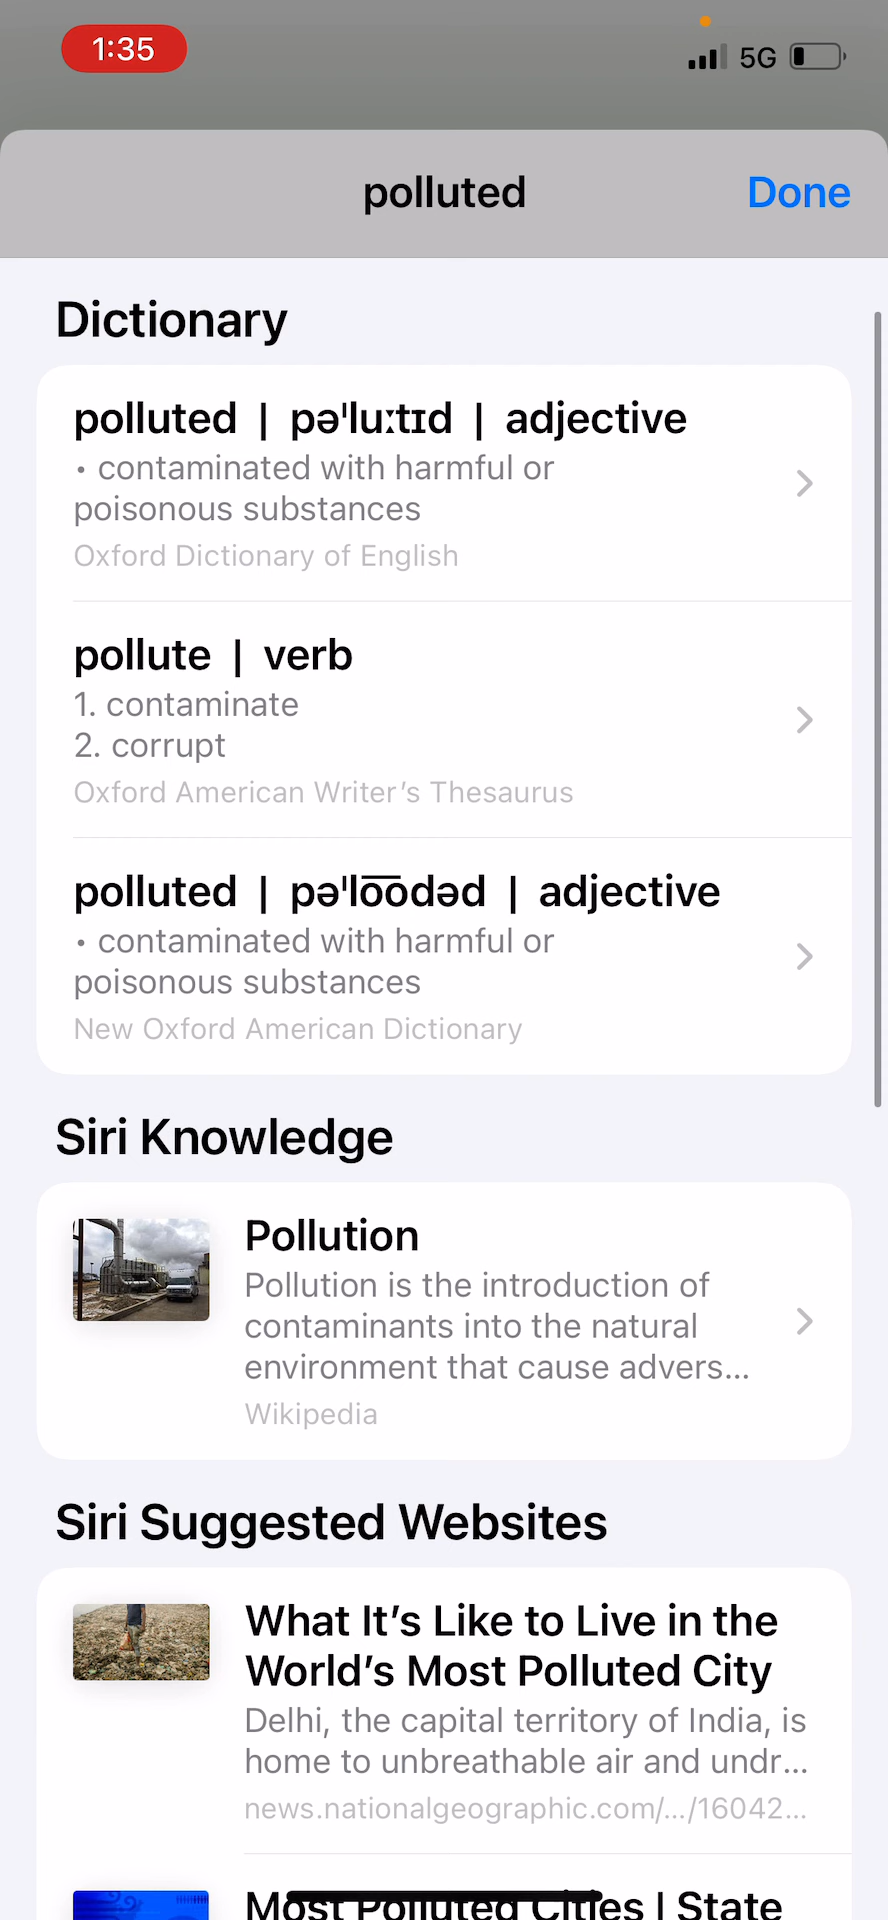 1:35
5G
polluted
Done
Dictionary
polluted | pəˈluːtɪd | adjective
• contaminated with harmful or
poisonous substances
Oxford Dictionary of English
pollute | verb
1. contaminate
2. corrupt
Oxford American Writer’s Thesaurus
polluted | pəˈlo͞odəd | adjective
• contaminated with harmful or
poisonous substances
New Oxford American Dictionary
Siri Knowledge
Pollution
Pollution is the introduction of
contaminants into the natural
environment that cause advers...
Wikipedia
Siri Suggested Websites
What It’s Like to Live in the
World’s Most Polluted City
Delhi, the capital territory of India, is
home to unbreathable air and undr...
news.nationalgeographic.com/.../16042...
Most Polluted Cities | State